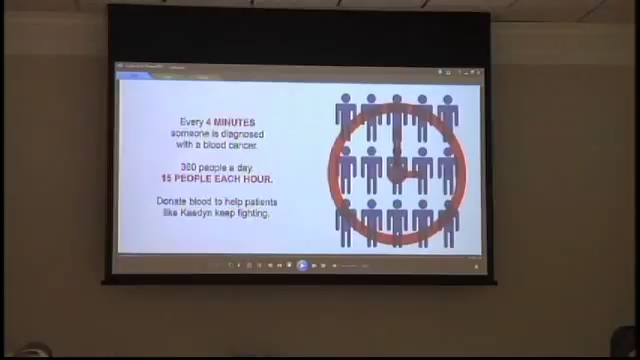 Every 4 MINUTES
someone is diagnosed
with a blood cancer.
360 people a day.
15 PEOPLE EACH HOUR.
Donate blood to help patients
like Kaedyn keep fighting.